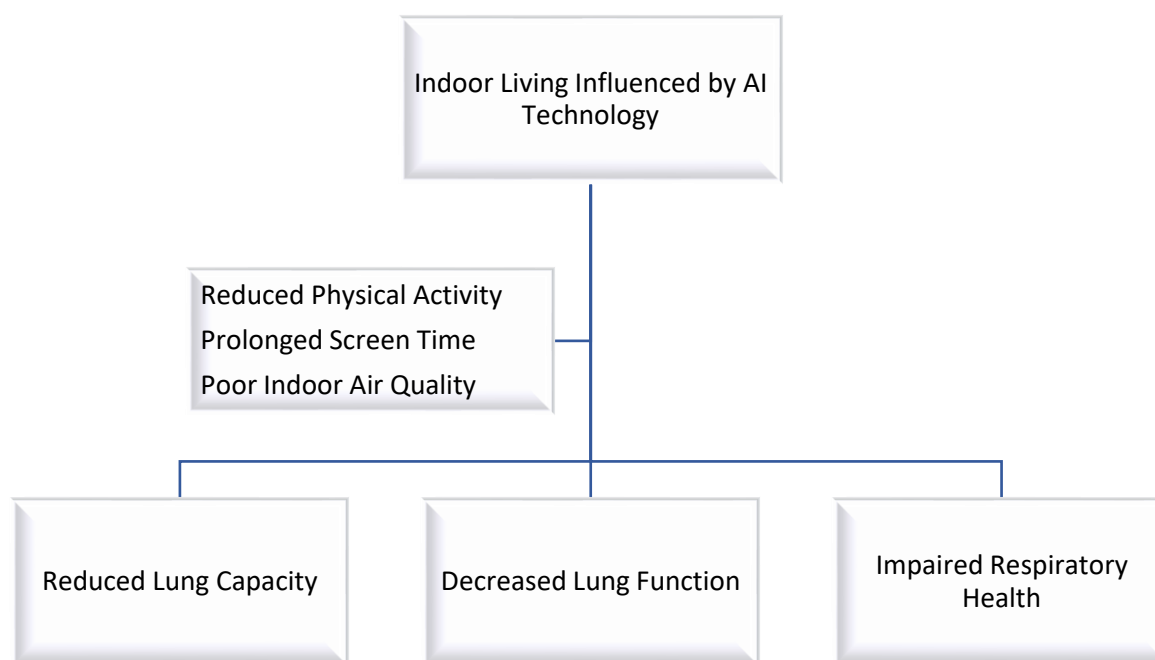 Indoor Living Influenced by AI
Technology
Reduced Physical Activity
Prolonged Screen Time
Poor Indoor Air Quality
Reduced Lung Capacity
Decreased Lung Function
Impaired Respiratory
Health